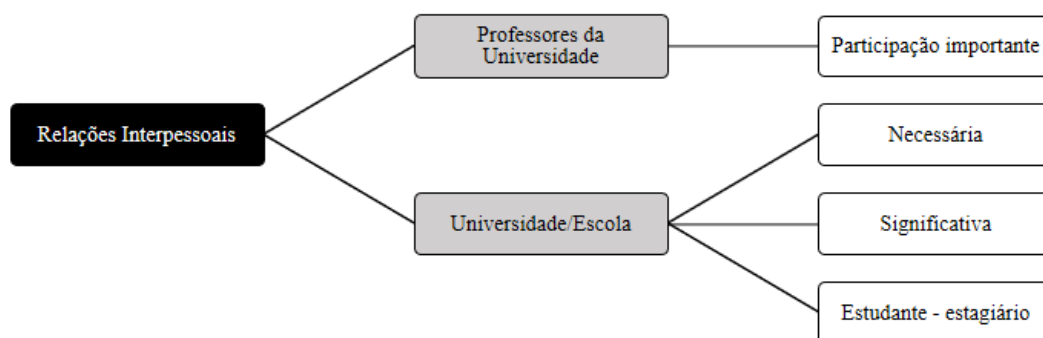 Professores da
Universidade
Participação importante
Relações Interpessoais
Necessária
Universidade/Escola
Significativa
Estudante - estagiário